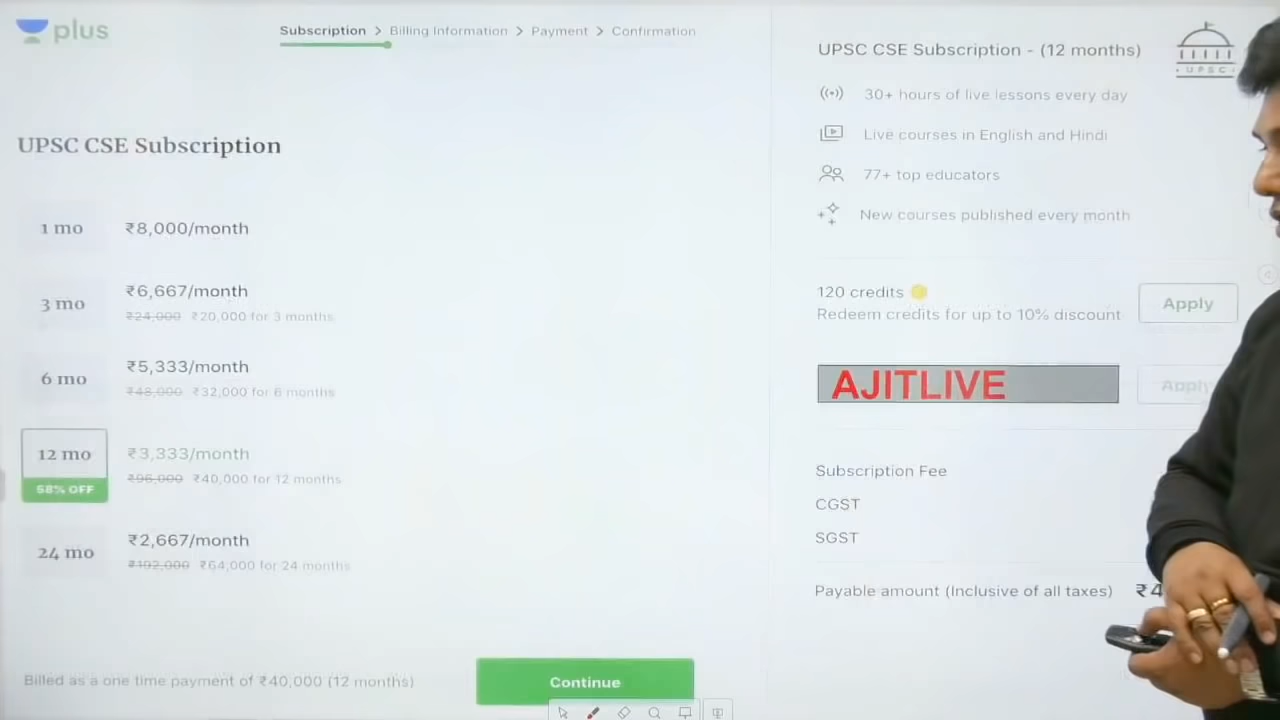 plus
Subscription > Billing Information > Payment > Confirmation
UPSC CSE Subscription
1 mo ₹8,000/month
3 mo ₹6,667/month
₹24,000 ₹20,000 for 3 months
6 mo ₹5,333/month
₹48,000 ₹32,000 for 6 months
12 mo ₹3,333/month
58% OFF ₹96,000 ₹40,000 for 12 months
24 mo ₹2,667/month
₹192,000 ₹64,000 for 24 months
Billed as a one time payment of ₹40,000 (12 months)
Continue
UPSC CSE Subscription - (12 months)
UPSC
30+ hours of live lessons every day
Live courses in English and Hindi
77+ top educators
New courses published every month
120 credits
Redeem credits for up to 10% discount
Apply
AJITLIVE
Apply
Subscription Fee
CGST
SGST
Payable amount (Inclusive of all taxes) ₹4